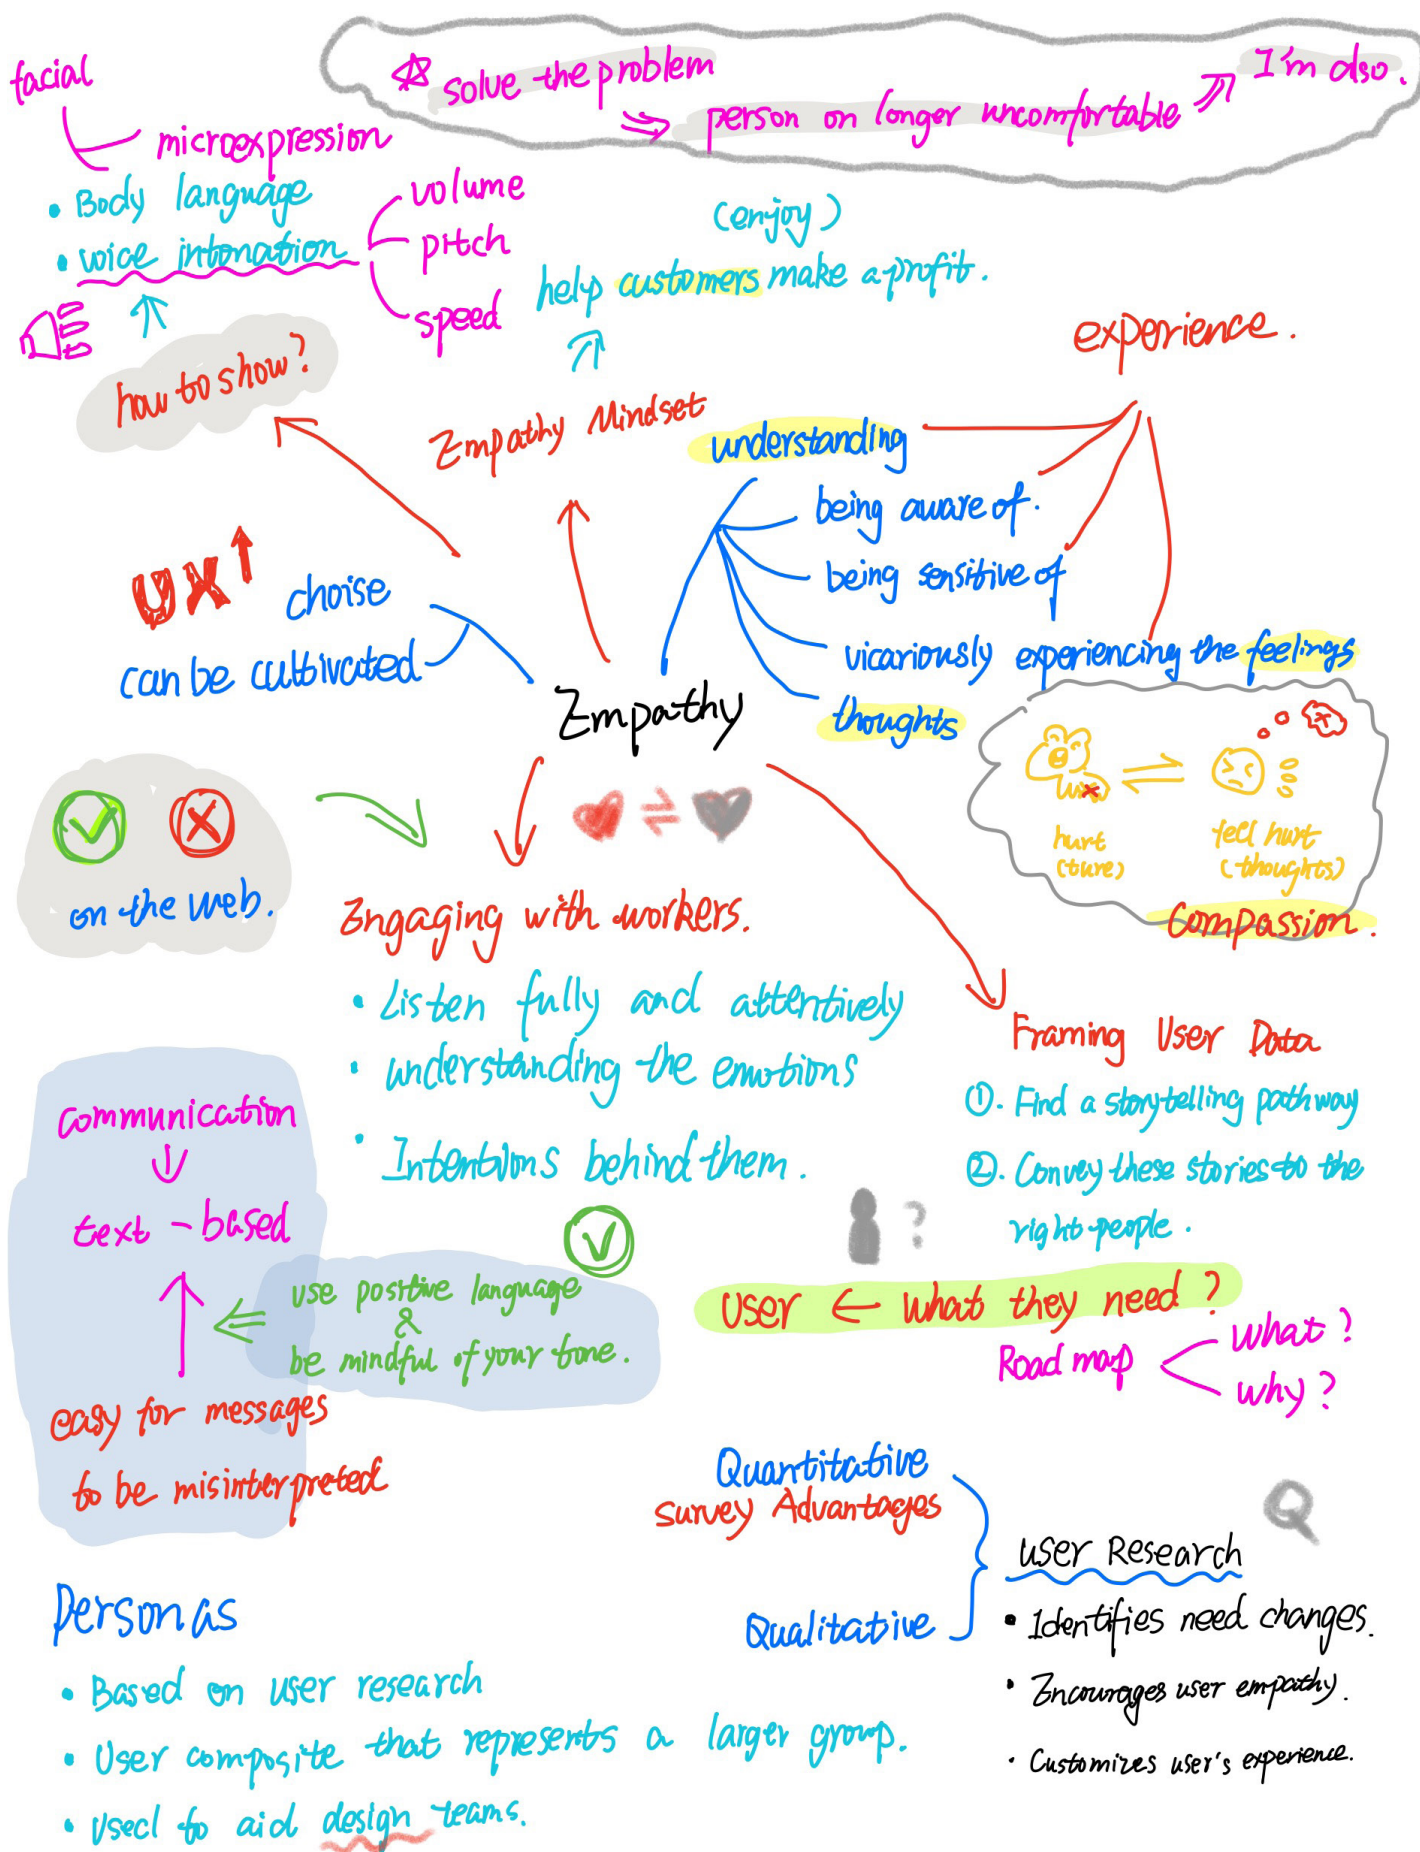 facial
microexpression
• Body language
• voice intonation
volume
pitch
speed
how to show?
solve the problem
person on longer uncomfortable
I'm also.
(enjoy)
help customers make a profit.
Empathy Mindset
experience.
understanding
being aware of.
being sensitive of
vicariously experiencing the feelings
thoughts
UX
choise
can be cultivated
Empathy
hurt
(ture)
fell hurt
(thoughts)
Compassion.
on the web.
Engaging with workers.
• Listen fully and attentively
• understanding the emotions
• Intentions behind them.
Framing User Data
①. Find a storytelling pathway
②. Convey these stories to the
right people.
communication
text-based
use positive language
&
be mindful of your tone.
easy for messages
to be misinterpreted
?
User ← what they need?
Road map
what?
why?
Quantitative
Survey Advantages
Qualitative
Q
User Research
• Identifies need changes.
• Encourages user empathy.
• Customizes user's experience.
Personas
• Based on user research
• User composite that represents a larger group.
• Used to aid design teams.